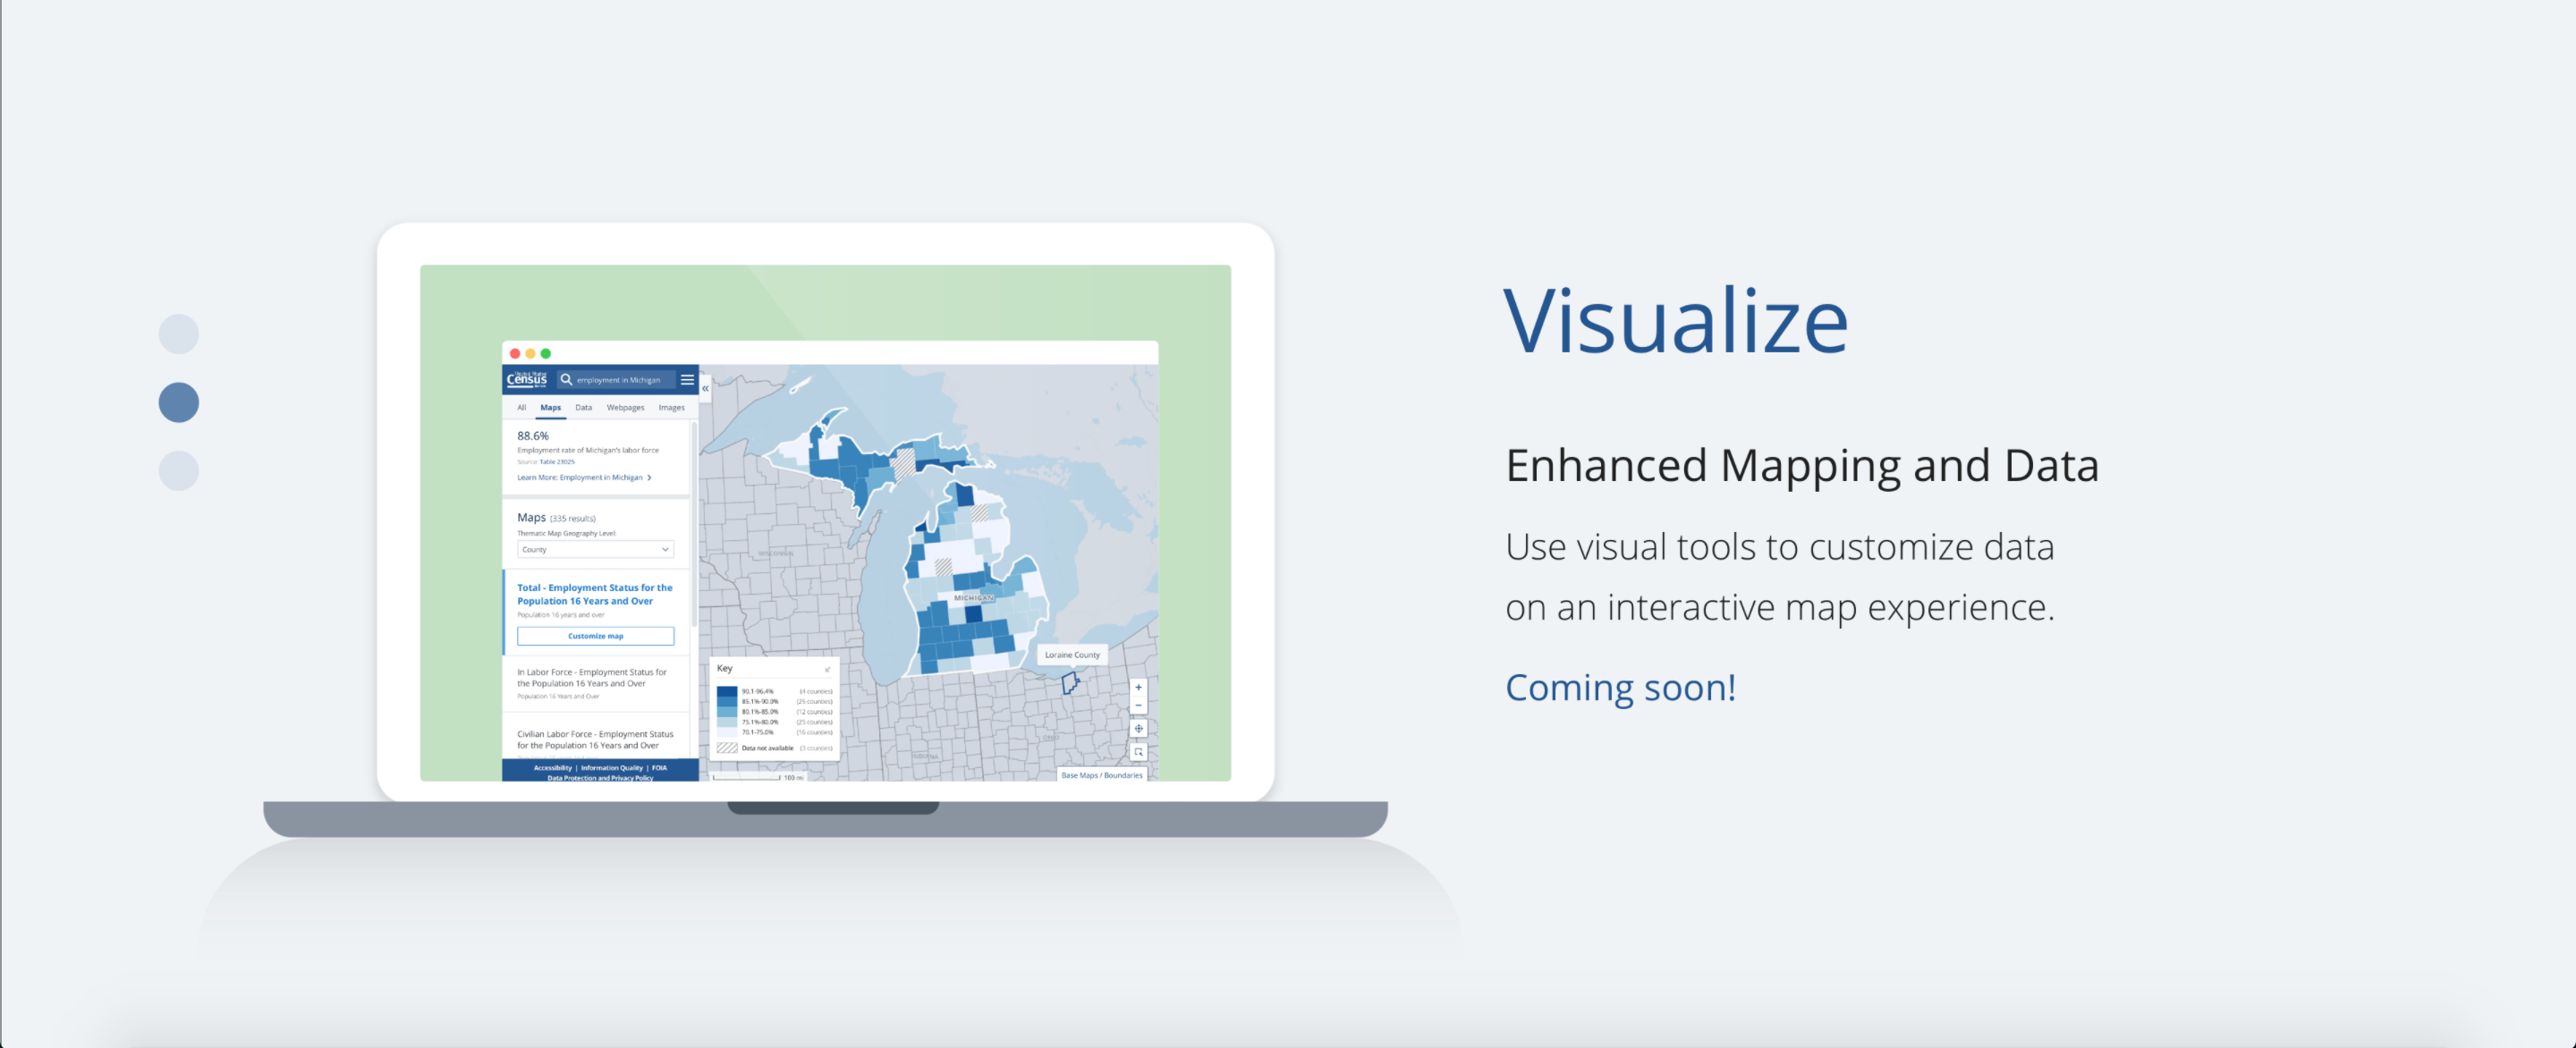 United States
Census
employment in Michigan
All Maps Data Webpages Images
88.6%
Employment rate of Michigan's labor force
Source: Table 23025
Learn More: Employment in Michigan
Maps (335 results)
Thematic Map Geography Level:
County
Total - Employment Status for the
Population 16 Years and Over
Population 16 years and over
Customize map
In Labor Force - Employment Status for
the Population 16 Years and Over
Population 16 Years and Over
Civilian Labor Force - Employment Status
for the Population 16 Years and Over
Accessibility | Information Quality | FOIA
Data Protection and Privacy Policy
WISCONSIN
MICHIGAN
Loraine County
OHIO
INDIANA
Key
90.1-96.4% (4 counties)
85.1%-90.0% (25 counties)
80.1%-85.0% (12 counties)
75.1%-80.0% (25 counties)
70.1-75.0% (16 counties)
Data not available (3 counties)
100 mi
Base Maps / Boundaries
Visualize
Enhanced Mapping and Data
Use visual tools to customize data
on an interactive map experience.
Coming soon!